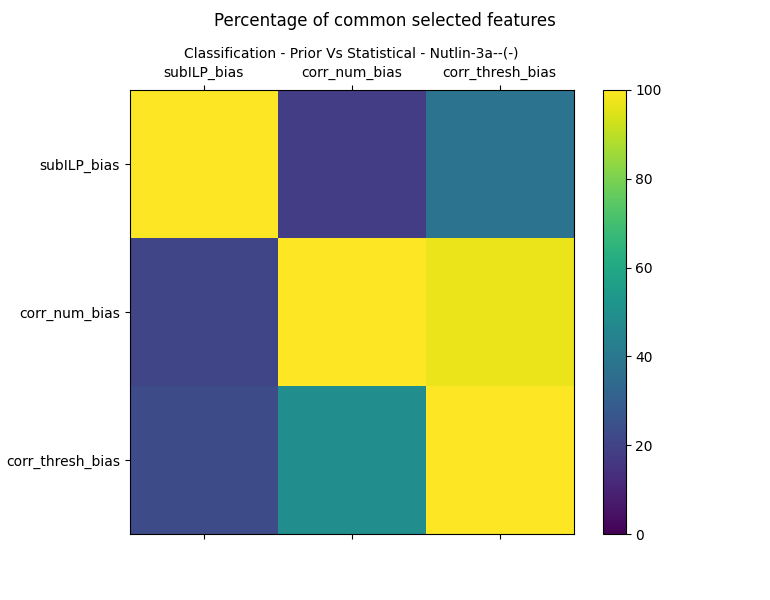 Percentage of common selected features
Classification - Prior Vs Statistical - Nutlin-3a--(-)
subILP_bias corr_num_bias corr_thresh_bias
subILP_bias
corr_num_bias
corr_thresh_bias
100
80
60
40
20
0